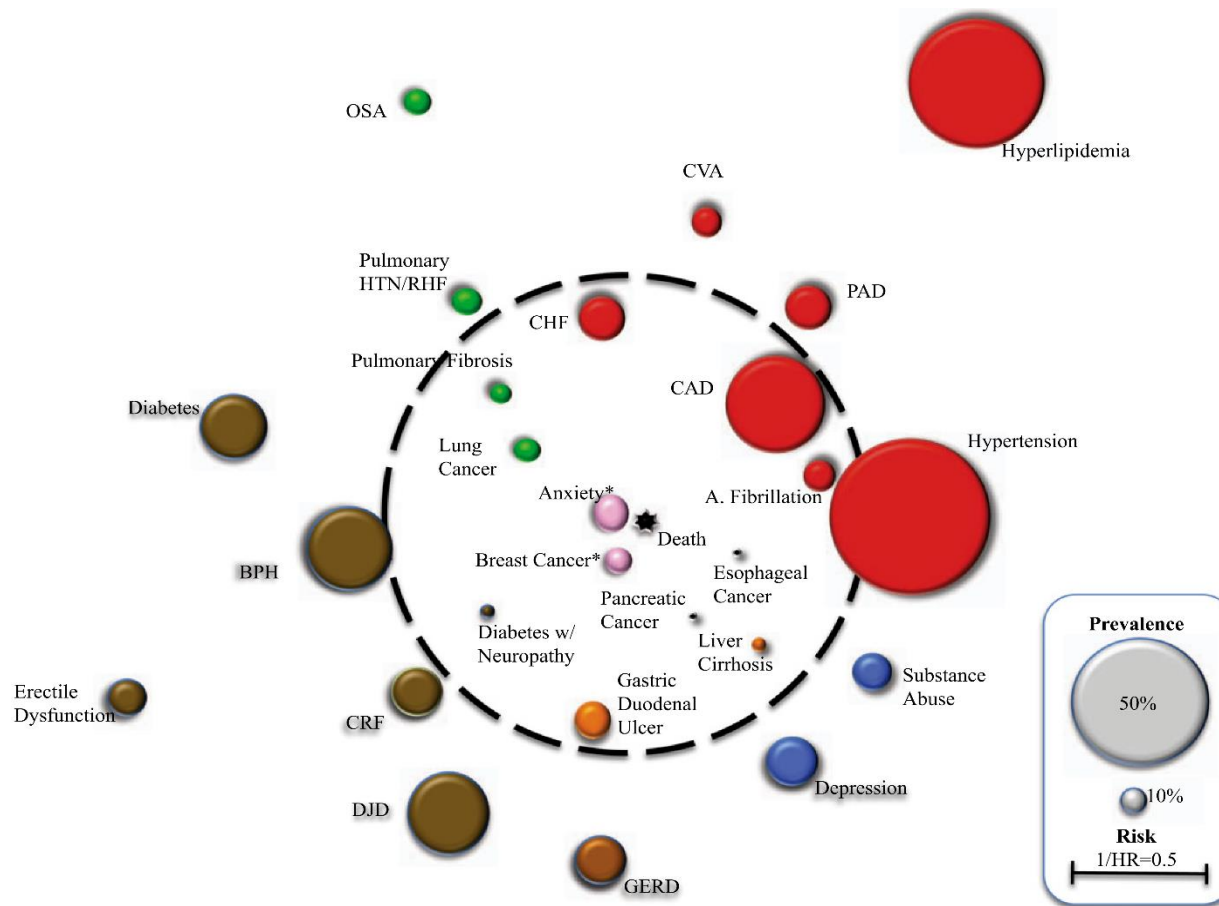 OSA
Hyperlipidemia
CVA
Pulmonary
HTN/RHF
PAD
CHF
Pulmonary Fibrosis
CAD
Diabetes
Hypertension
Lung
Cancer
Anxiety*
A. Fibrillation
Death
Breast Cancer*
Esophageal
Cancer
BPH
Pancreatic
Cancer
Diabetes w/
Neuropathy
Liver
Cirrhosis
Prevalence
50%
10%
Risk
1/HR=0.5
Erectile
Dysfunction
CRF
Gastric
Duodenal
Ulcer
Substance
Abuse
Depression
DJD
GERD